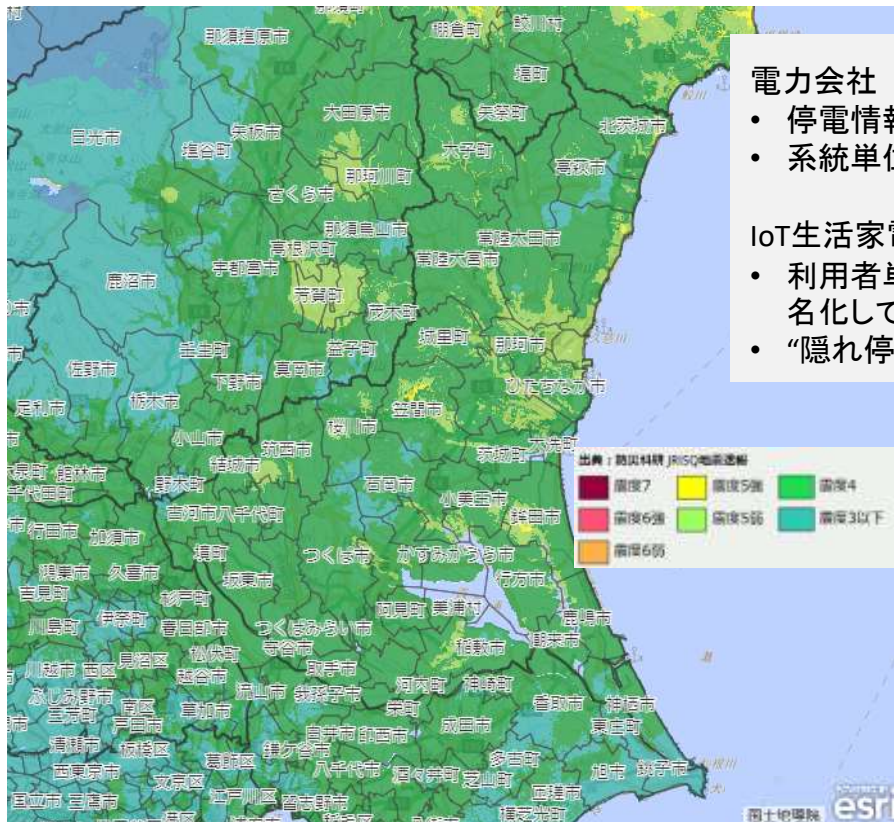 那須塩原市
棚倉町
鮫川村
塙町
大田原市
矢祭町
日光市
塩谷町
矢板市
北茨城市
大子町
高萩市
那珂川町
さくら市
那須烏山市
常陸太田市
高根沢町
常陸大宮市
宇都宮市
鹿沼市
芳賀町
茂木町
城里町
那珂市
久慈川
壬生町
益子町
佐野市
下野市
真岡市
ひたちなか市
足利市
栃木市
笠間市
小山市
桜川市
筑西市
茨城町
大洗町
結城市
館林市
野木町
石岡市
千代田町
小美玉市
古河市
八千代町
鉾田市
行田市
加須市
境町
つくば市
かすみがうら市
坂東市
行方市
鴻巣市
久喜市
吉見町
杉戸町
阿見町
美浦村
伊奈町
川島町
春日部市
つくばみらい市
鹿嶋市
潮来市
守谷市
稲敷市
松伏町
見沼区
川越市
西区
越谷市
取手市
ふじみ野市
流山市
我孫子市
河内町
神崎町
三芳町
南区
香取市
神栖市
栄町
戸田市
草加市
東庄町
白井市
印西市
成田市
清瀬市
板橋区
葛飾区
鎌ケ谷市
多古町
旭市
銚子市
利根川
西東京市
八千代市
酒々井町
芝山町
文京区
国立市
三鷹市
江戸川区
習志野市
匝瑳市
横芝光町
電力会社
• 停電情報
• 系統単位
IoT生活家電
• 利用者単
名化して
• “隠れ停
出典：防災科研 JRISQ地震速報
震度7
震度5強
震度4
震度6強
震度5弱
震度3以下
震度6弱
国土地理院
POWERED BY
esri